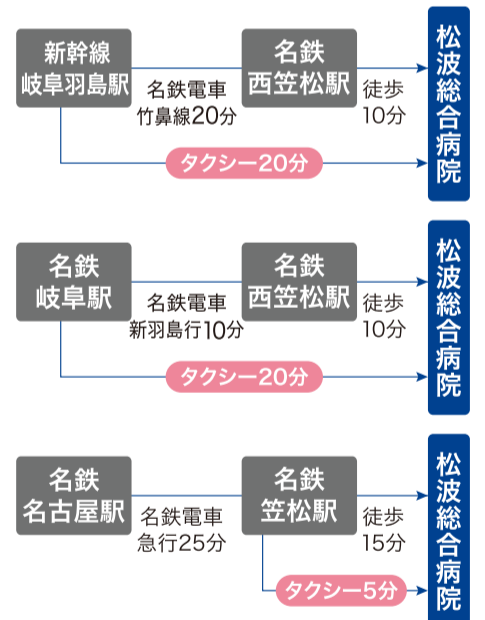 新幹線
岐阜羽島駅
名鉄電車
竹鼻線20分
名鉄
西笠松駅
徒歩
10分
タクシー20分
松波総合病院
名鉄
岐阜駅
名鉄電車
新羽島行10分
名鉄
西笠松駅
徒歩
10分
タクシー20分
松波総合病院
名鉄
名古屋駅
名鉄電車
急行25分
名鉄
笠松駅
徒歩
15分
タクシー5分
松波総合病院